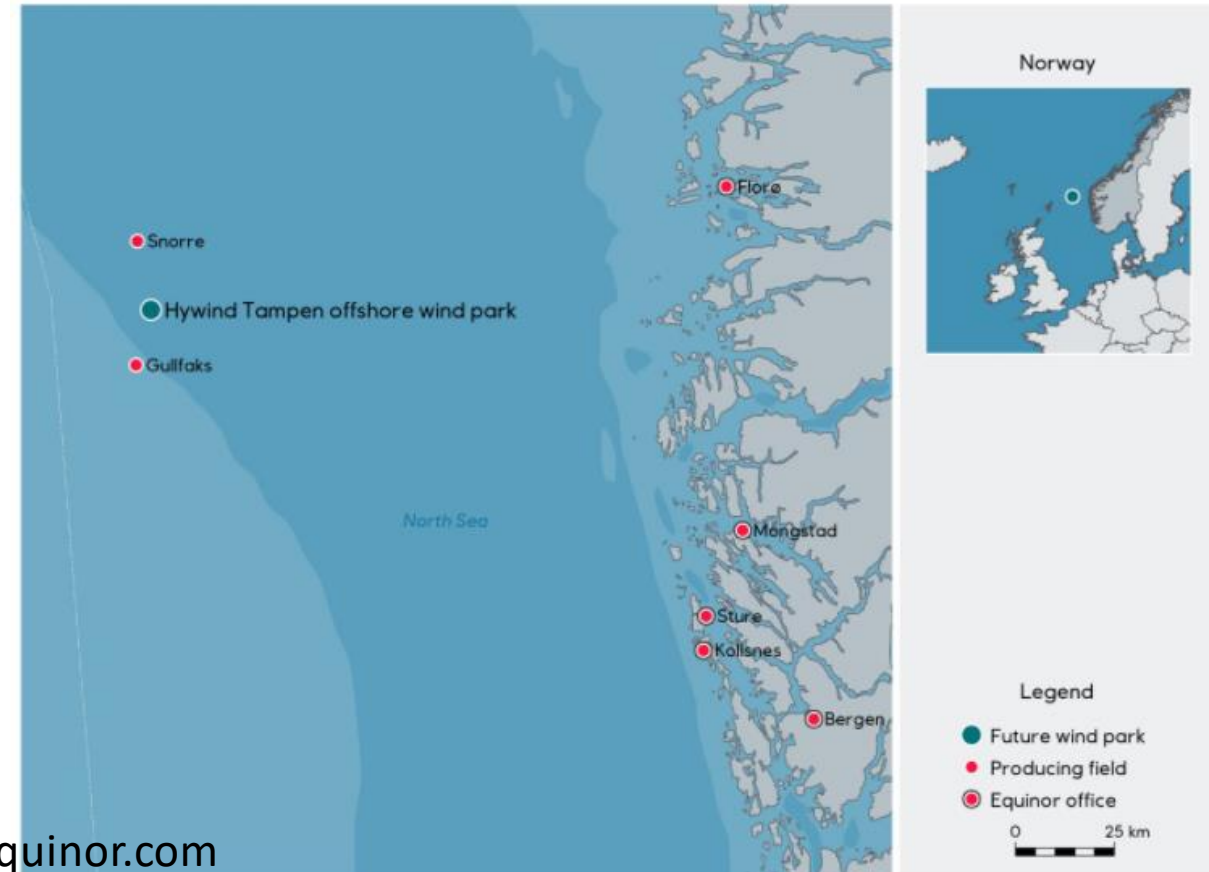 Norway
Florø
Snorre
Hywind Tampen offshore wind park
Gullfaks
North Sea
Mongstad
Sture
Kollsnes
Bergen
Legend
Future wind park
Producing field
Equinor office
0 25 km
quinor.com